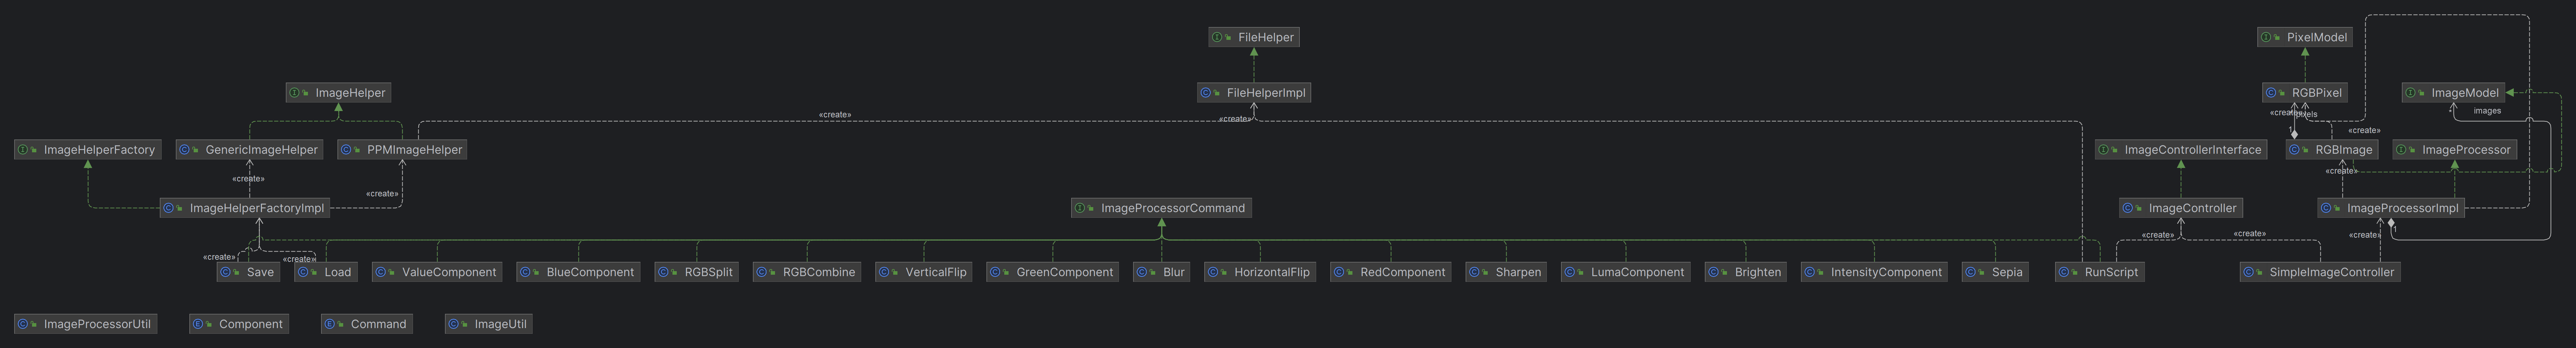 FileHelper
PixelModel
ImageHelper
FileHelperImpl
RGBPixel
ImageModel
«create»
«create»
«create»
pixels
images
1
*
«create»
ImageHelperFactory
GenericImageHelper
PPMImageHelper
ImageControllerInterface
RGBImage
ImageProcessor
«create»
«create»
«create»
ImageHelperFactoryImpl
ImageProcessorCommand
ImageController
ImageProcessorImpl
«create»
«create»
«create»
1
«create»
«create»
Save
Load
ValueComponent
BlueComponent
RGBSplit
RGBCombine
VerticalFlip
GreenComponent
Blur
HorizontalFlip
RedComponent
Sharpen
LumaComponent
Brighten
IntensityComponent
Sepia
RunScript
SimpleImageController
ImageProcessorUtil
Component
Command
ImageUtil